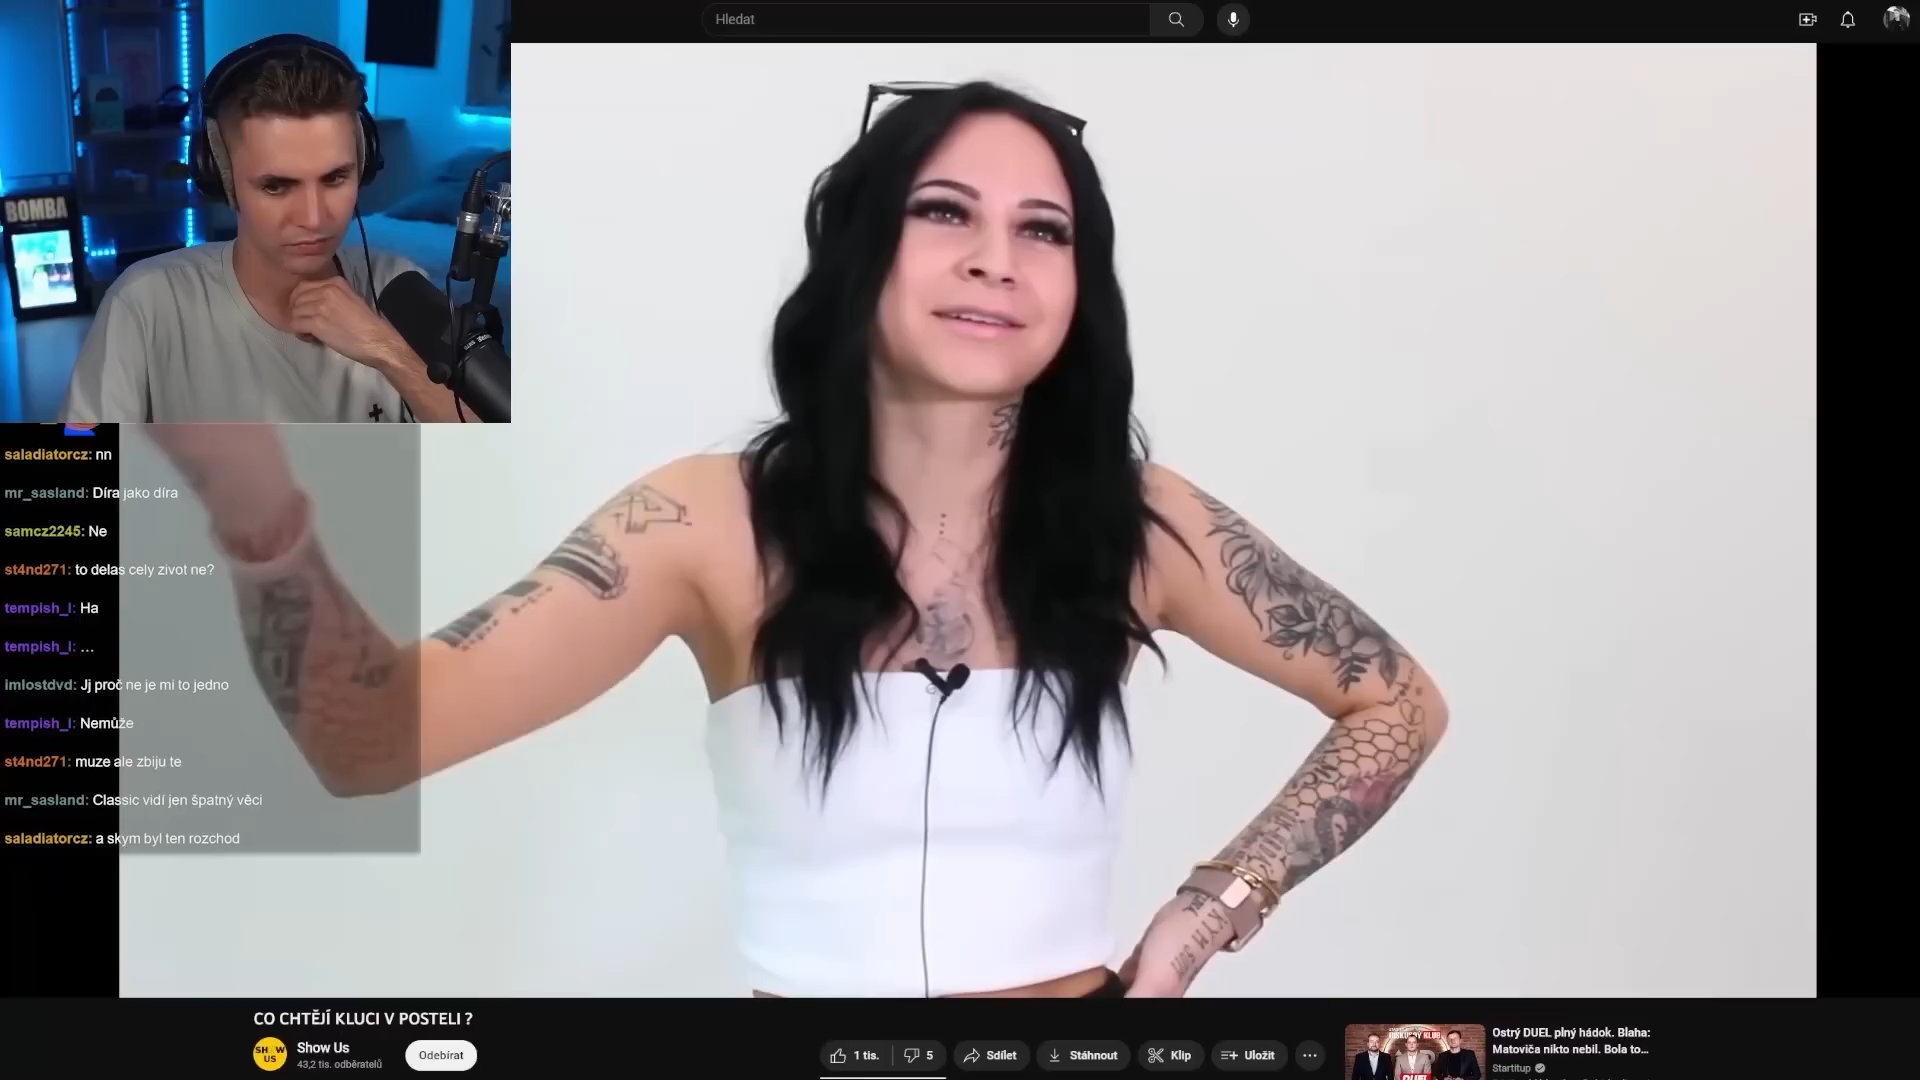 Hledat
BOMBA
saladiatorcz: nn
mr_sasland: Díra jako díra
samcz2245: Ne
st4nd271: to delas cely zivot ne?
tempish_l: Ha
tempish_l: ...
imlostdvd: Jj proč ne je mi to jedno
tempish_l: Nemůže
st4nd271: muze ale zbiju te
mr_sasland: Classic vidí jen špatný věci
saladiatorcz: a skym byl ten rozchod
CO CHTĚJÍ KLUCI V POSTELI ?
SHOW
US
Show Us
43,2 tis. odběratelů
Odebírat
1 tis.
5
Sdílet
Stáhnout
Klip
Uložit
Ostrý DUEL plný hádok. Blaha:
Matoviča nikto nebil. Bola to...
Startitup
DUEL